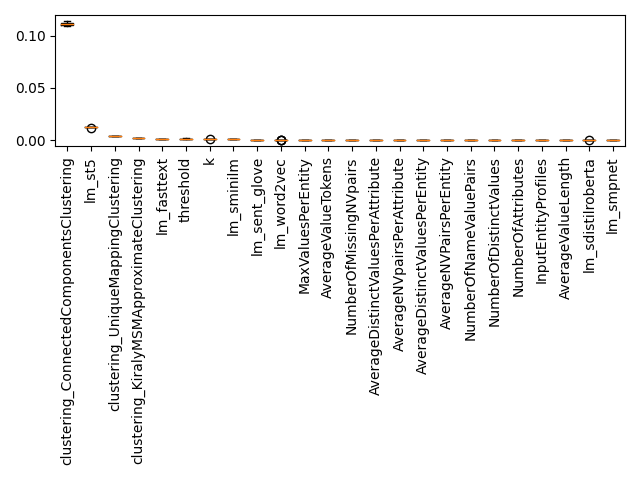 0.10
0.05
0.00
clustering_ConnectedComponentsClustering
lm_st5
clustering_UniqueMappingClustering
clustering_KiralyMSMApproximateClustering
lm_fasttext
threshold
k
lm_sminilm
lm_sent_glove
lm_word2vec
MaxValuesPerEntity
AverageValueTokens
NumberOfMissingNVpairs
AverageDistinctValuesPerAttribute
AverageNVpairsPerAttribute
AverageDistinctValuesPerEntity
AverageNVPairsPerEntity
NumberOfNameValuePairs
NumberOfDistinctValues
NumberOfAttributes
InputEntityProfiles
AverageValueLength
lm_sdistilroberta
lm_smpnet